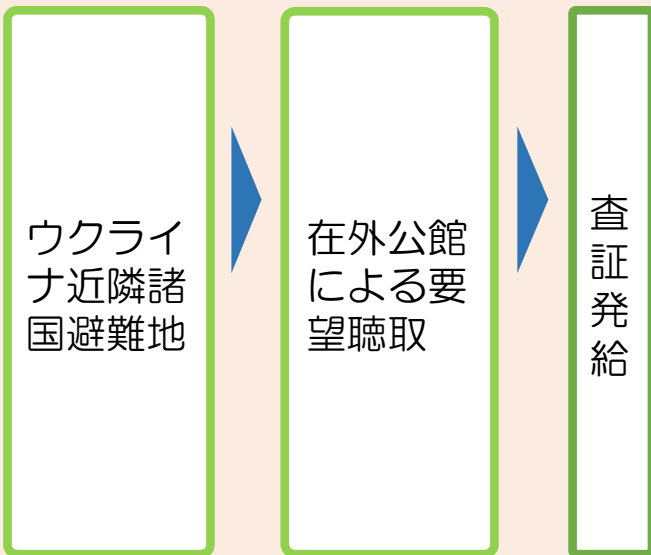 ウクライ
ナ近隣諸
国避難地
在外公館
による要
望聴取
査証発給